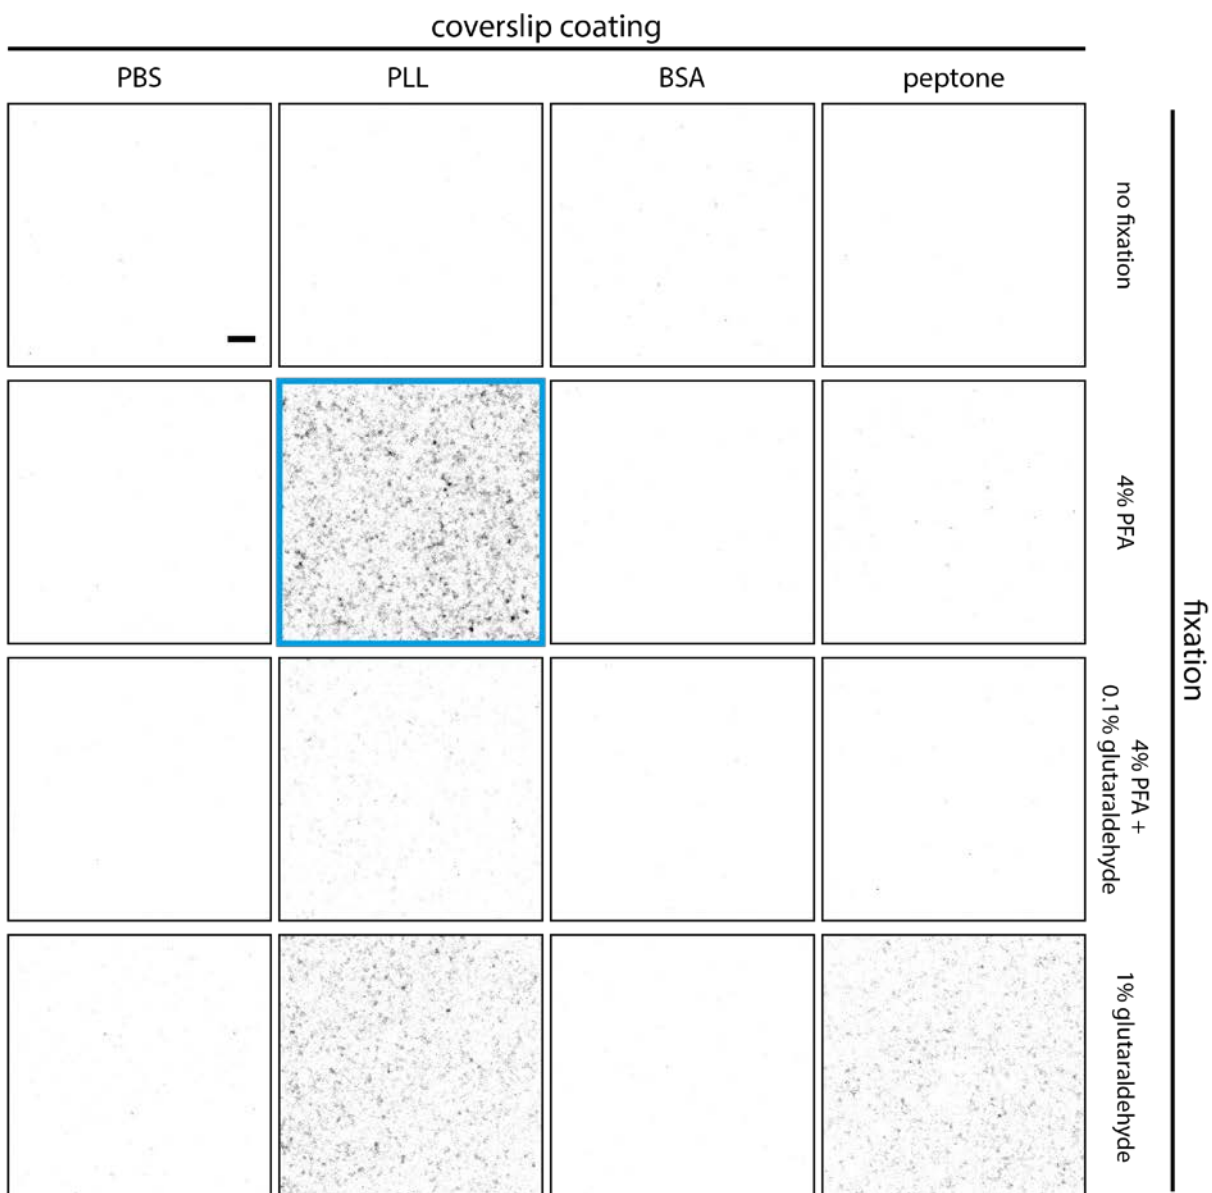 coverslip coating
PBS PLL BSA peptone
no fixation
4% PFA
4% PFA +
0.1% glutaraldehyde
1% glutaraldehyde
fixation